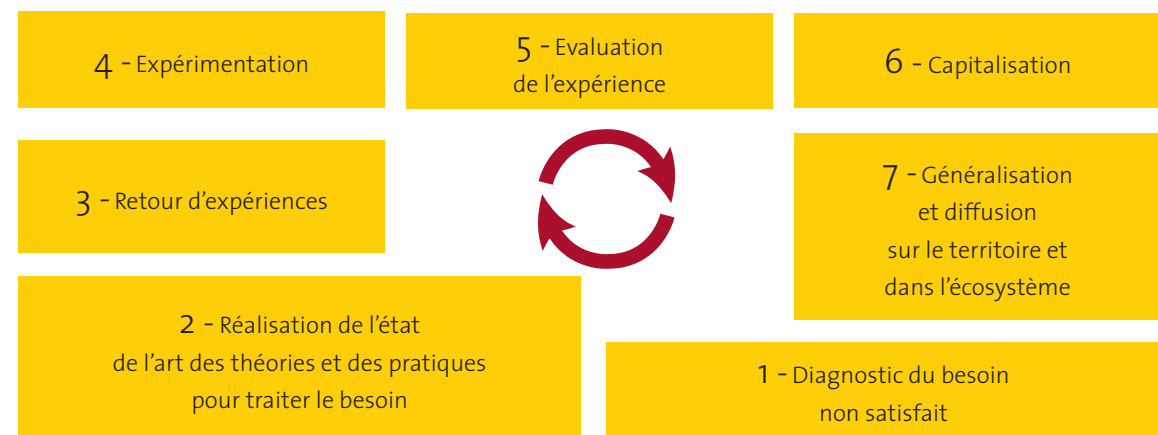 4 - Expérimentation
5 - Evaluation
de l'expérience
6 - Capitalisation
3 - Retour d'expériences
7 - Généralisation
et diffusion
sur le territoire et
dans l'écosystème
2 - Réalisation de l'état
de l'art des théories et des pratiques
pour traiter le besoin
1 - Diagnostic du besoin
non satisfait